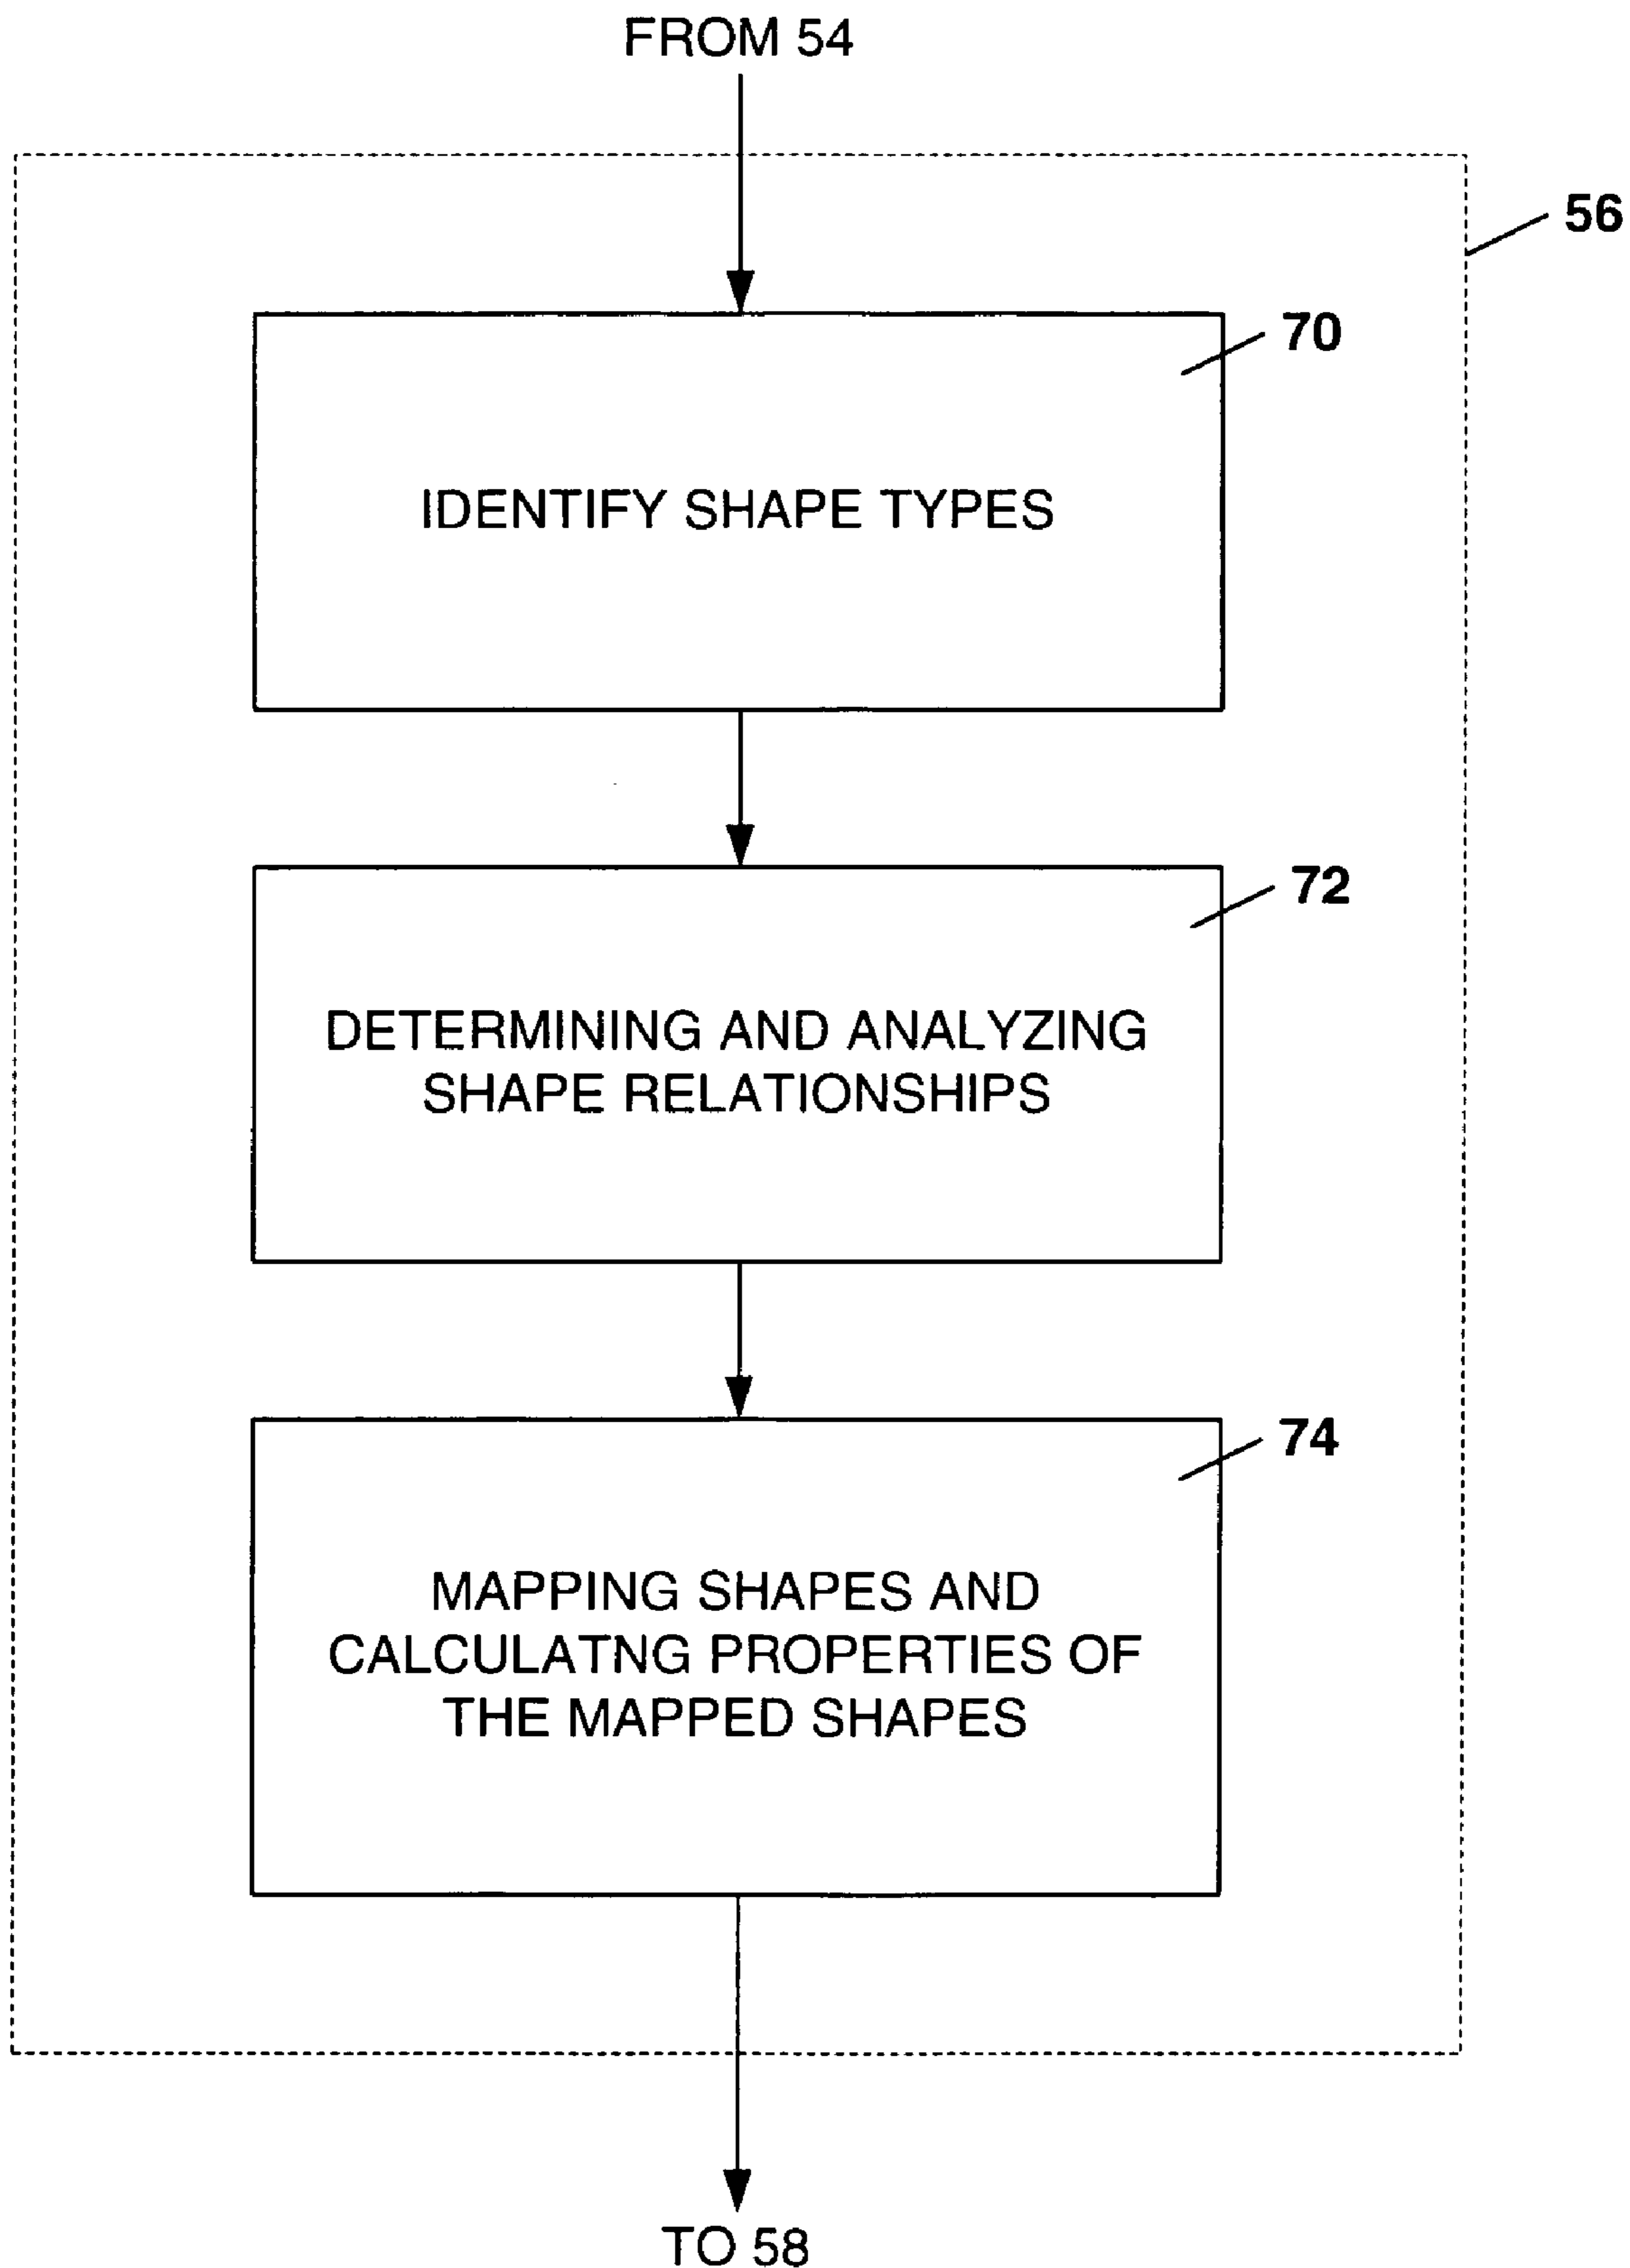 FROM 54
56
70
IDENTIFY SHAPE TYPES
72
DETERMINING AND ANALYZING
SHAPE RELATIONSHIPS
74
MAPPING SHAPES AND
CALCULATNG PROPERTIES OF
THE MAPPED SHAPES
TO 58